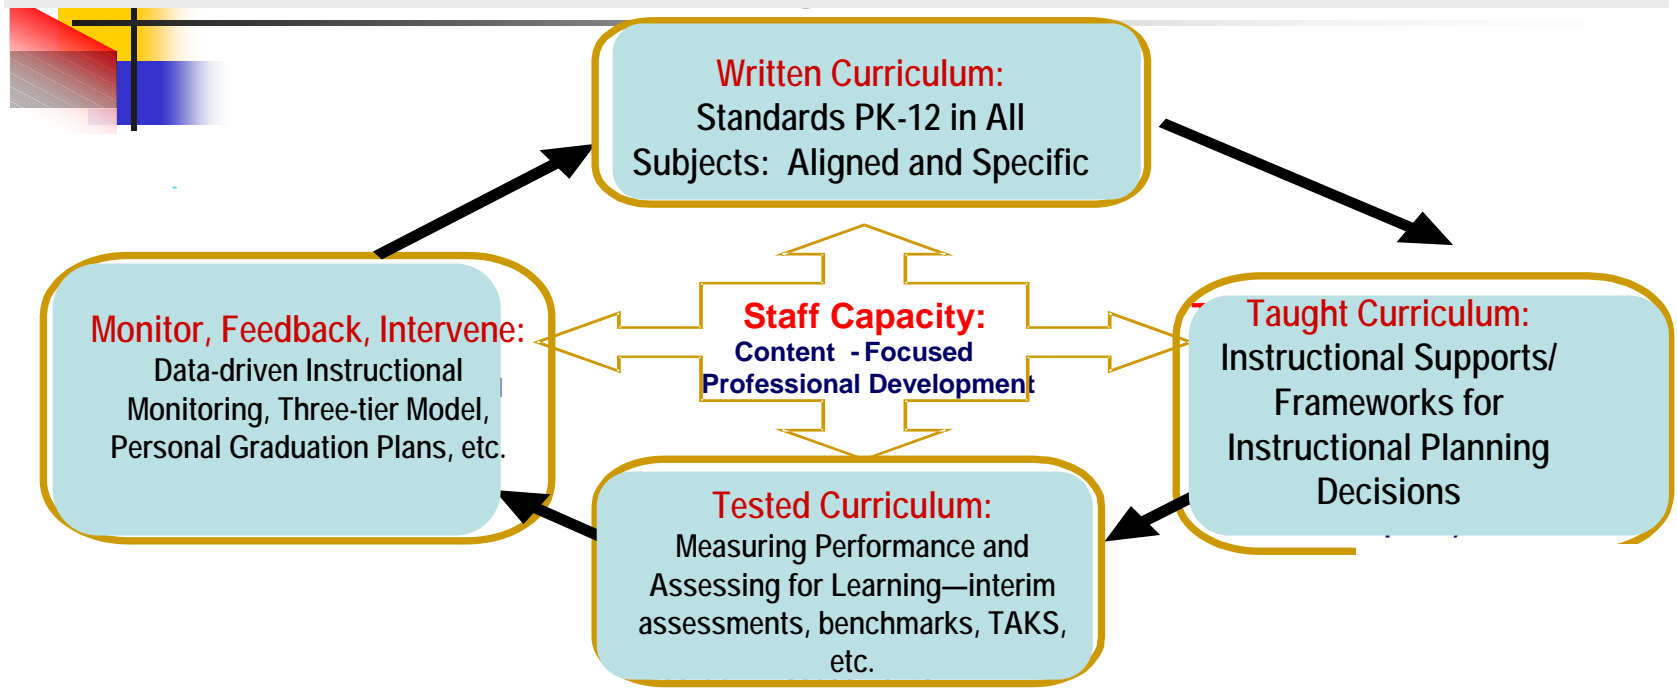 Written Curriculum:
Standards PK-12 in All
Subjects: Aligned and Specific
Monitor, Feedback, Intervene:
Data-driven Instructional
Monitoring, Three-tier Model,
Personal Graduation Plans, etc.
Staff Capacity:
Content - Focused
Professional Development
Taught Curriculum:
Instructional Supports/
Frameworks for
Instructional Planning
Decisions
Tested Curriculum:
Measuring Performance and
Assessing for Learning—interim
assessments, benchmarks, TAKS,
etc.